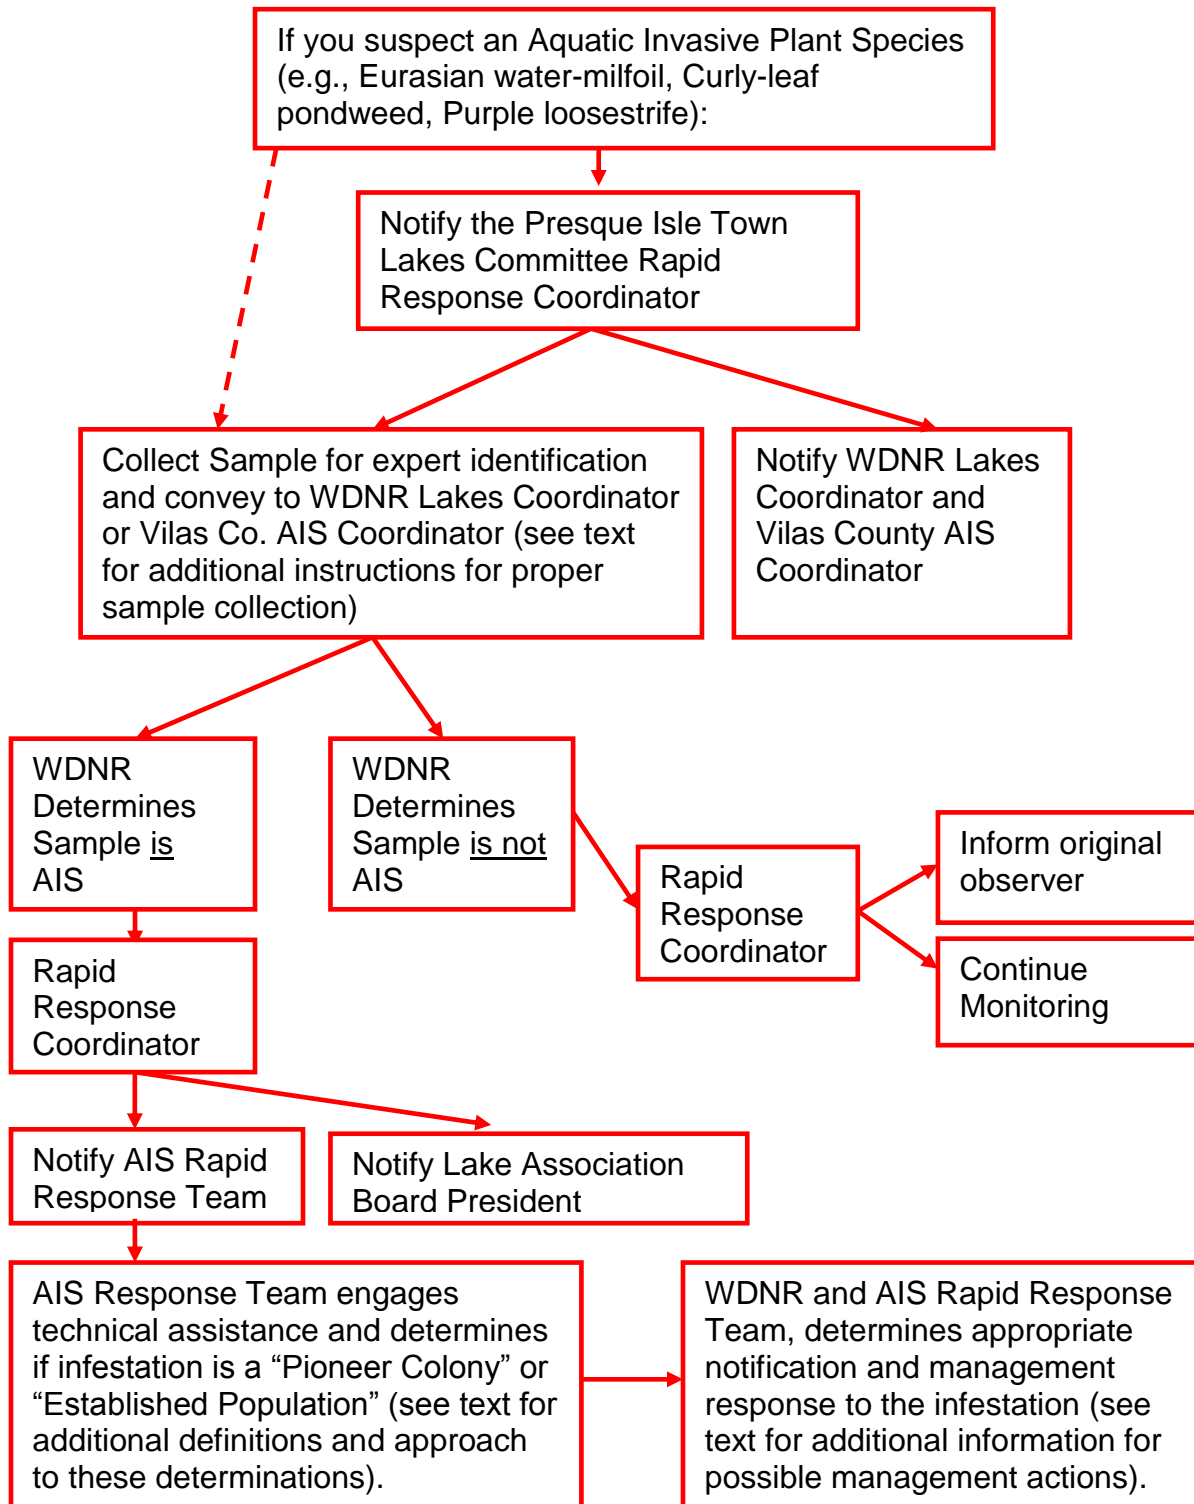 If you suspect an Aquatic Invasive Plant Species
(e.g., Eurasian water-milfoil, Curly-leaf
pondweed, Purple loosestrife):
Notify the Presque Isle Town
Lakes Committee Rapid
Response Coordinator
Collect Sample for expert identification
and convey to WDNR Lakes Coordinator
or Vilas Co. AIS Coordinator (see text
for additional instructions for proper
sample collection)
Notify WDNR Lakes
Coordinator and
Vilas County AIS
Coordinator
WDNR
Determines
Sample is
AIS
WDNR
Determines
Sample is not
AIS
Rapid
Response
Coordinator
Inform original
observer
Continue
Monitoring
Rapid
Response
Coordinator
Notify AIS Rapid
Response Team
Notify Lake Association
Board President
AIS Response Team engages
technical assistance and determines
if infestation is a “Pioneer Colony” or
“Established Population” (see text for
additional definitions and approach
to these determinations).
WDNR and AIS Rapid Response
Team, determines appropriate
notification and management
response to the infestation (see
text for additional information for
possible management actions).